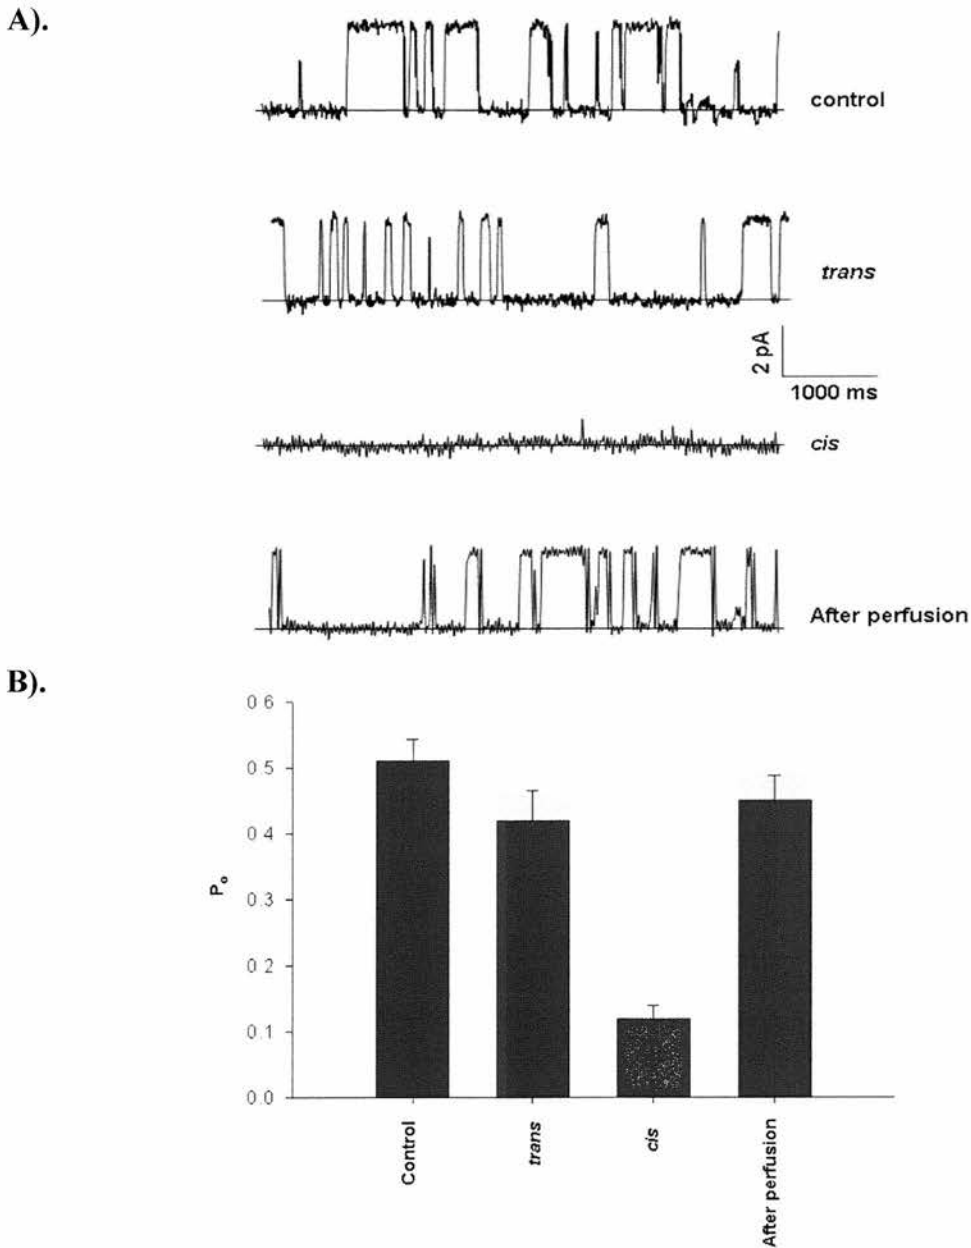 A).
control
trans
2 pA
1000 ms
cis
After perfusion
B).
0 6
0 5
0 4
0 3
0 2
0.1
0.0
Po
Control
trans
cis
After perfusion